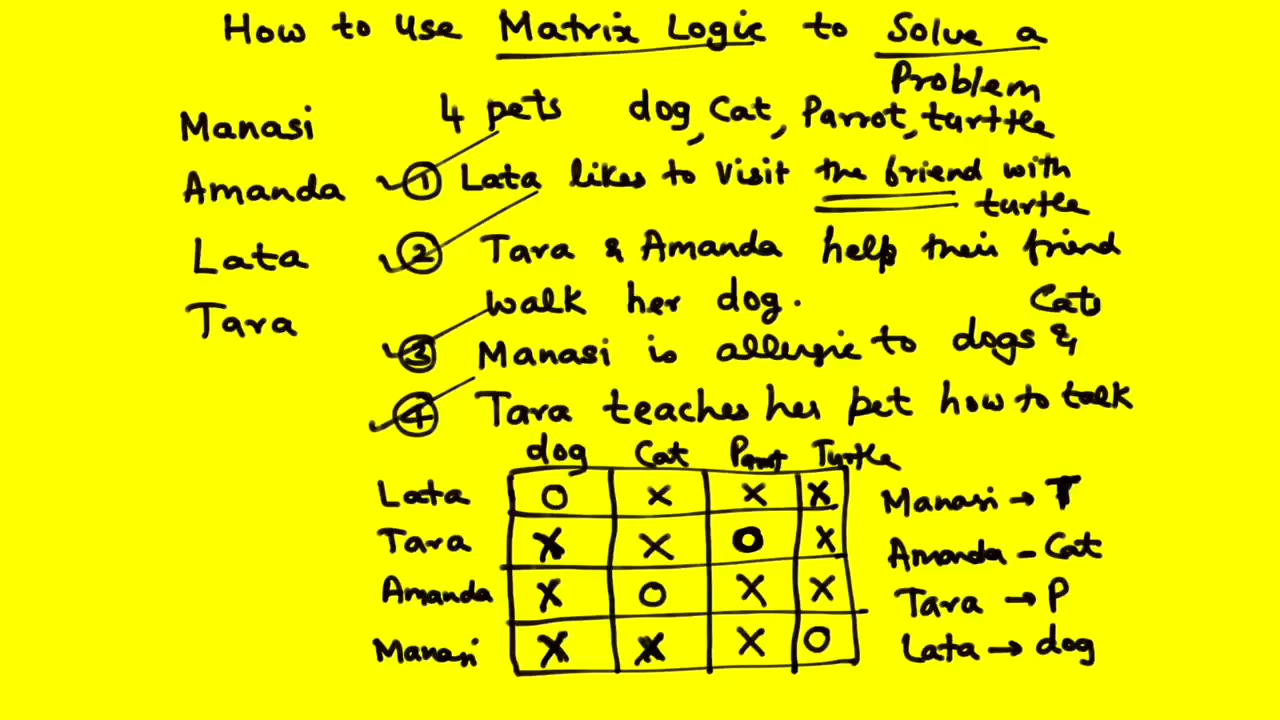 How to use Matrix Logic to Solve a
Problem
4 pets dog, Cat, Parrot, turtle
Manasi
Amanda
Lata
Tara
① Lata likes to visit the friend with
turtle
② Tara & Amanda help their friend
walk her dog.
Cats
③ Manasi is allergic to dogs &
④ Tara teaches her pet how to talk
dog Cat Parrot Turtle
Lata O X X X
Tara X X O X
Amanda X O X X
Manasi X X X O
Manasi → T
Amanda - Cat
Tara → P
Lata → dog